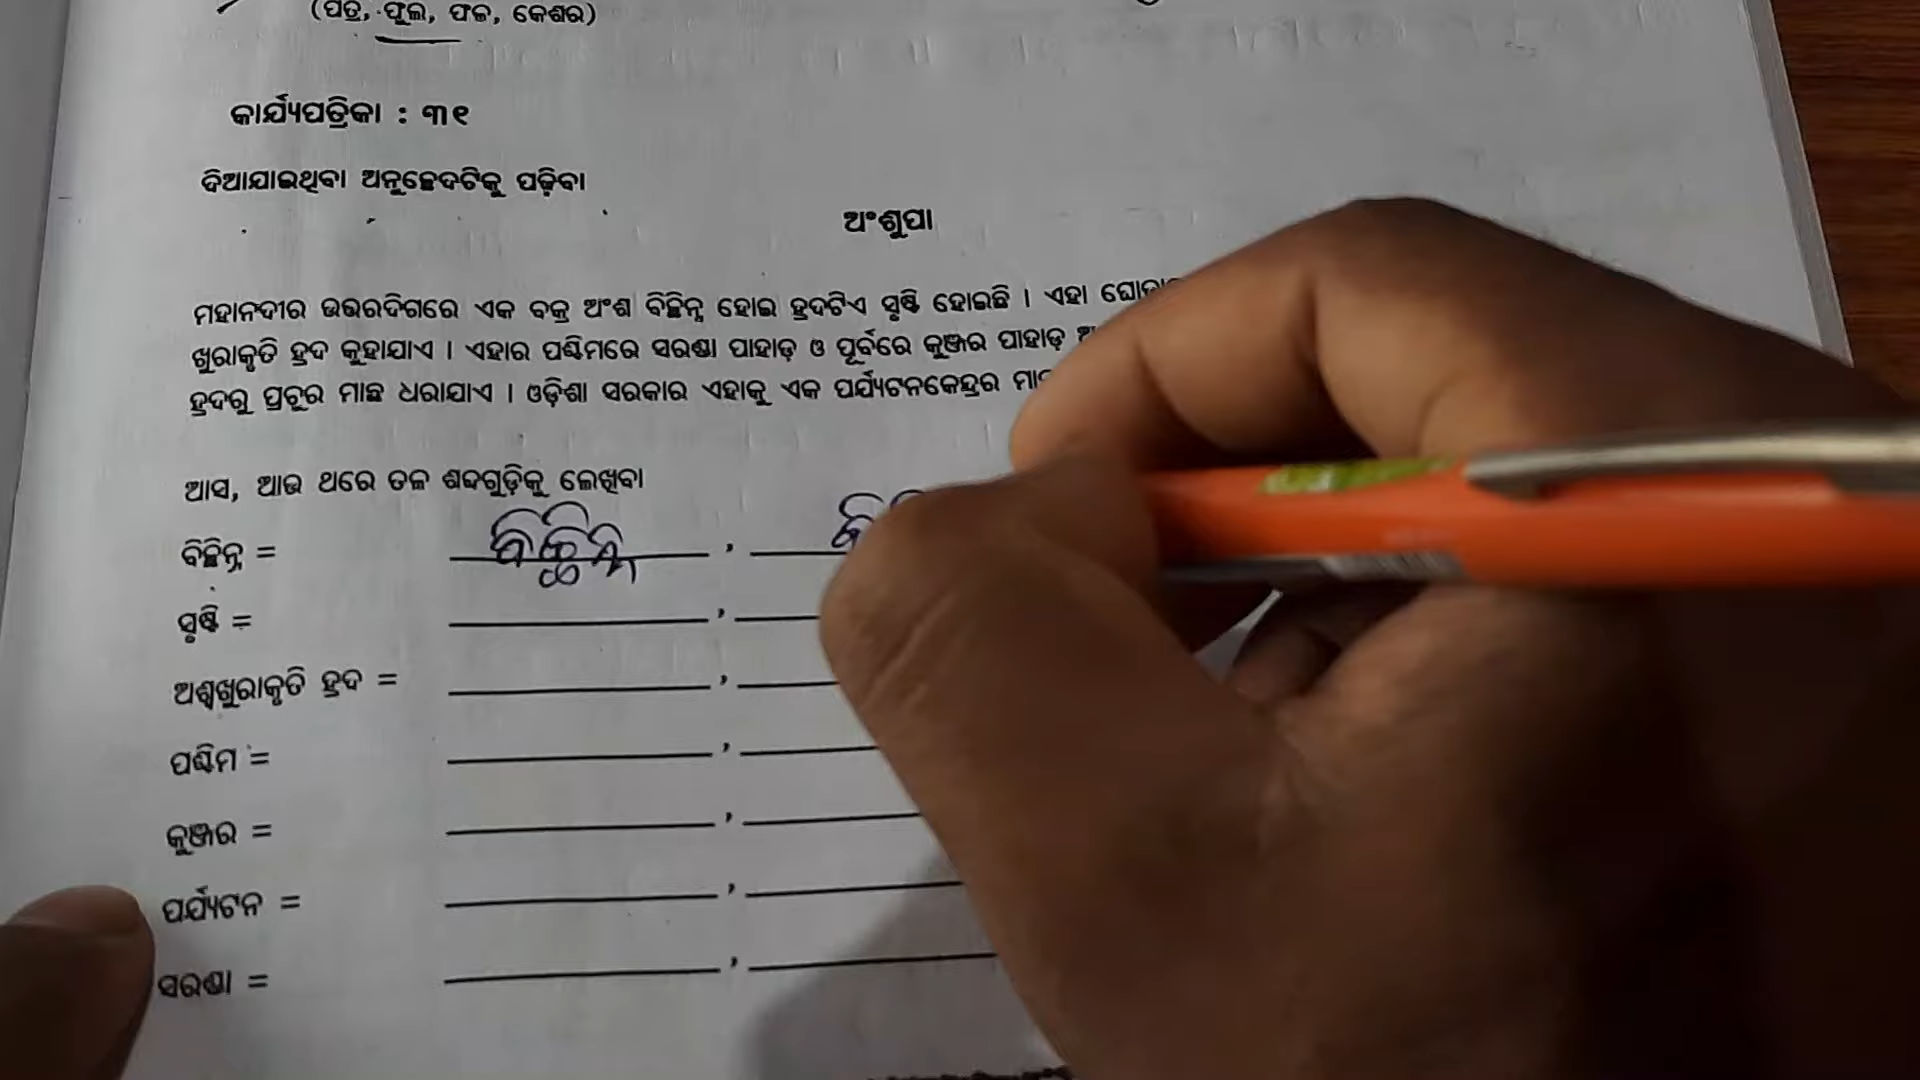 (ପତ୍ର, ଫୁଲ, ଫଳ, କେଶର)
କାର୍ଯ୍ୟପତ୍ରିକା : ୩୧
ଦିଆଯାଇଥିବା ଅନୁଚ୍ଛେଦଟିକୁ ପଢ଼ିବା
ଅଂଶୁପା
ମହାନଦୀର ଉତ୍ତରଦିଗରେ ଏକ ବକ୍ର ଅଂଶ ବିଚ୍ଛିନ୍ନ ହୋଇ ହ୍ରଦଟିଏ ସୃଷ୍ଟି ହୋଇଛି । ଏହା
ଖୁରାକୃତି ହ୍ରଦ କୁହାଯାଏ । ଏହାର ପଶ୍ଚିମରେ ସରଣ୍ଡା ପାହାଡ଼ ଓ ପୂର୍ବରେ କୁଞ୍ଜର ପାହାଡ଼
ହ୍ରଦରୁ ପ୍ରଚୁର ମାଛ ଧରାଯାଏ । ଓଡ଼ିଶା ସରକାର ଏହାକୁ ଏକ ପର୍ଯ୍ୟଟନକେନ୍ଦ୍ରର
ଆସ, ଆଉ ଥରେ ତଳ ଶବ୍ଦଗୁଡ଼ିକୁ ଲେଖିବା
ବିଚ୍ଛିନ୍ନ = ବିଚ୍ଛିନ୍ନ ,
ସୃଷ୍ଟି = ,
ଅଶ୍ୱଖୁରାକୃତି ହ୍ରଦ = ,
ପଶ୍ଚିମ = ,
କୁଞ୍ଜର = ,
ପର୍ଯ୍ୟଟନ = ,
ସରଣ୍ଡା = ,